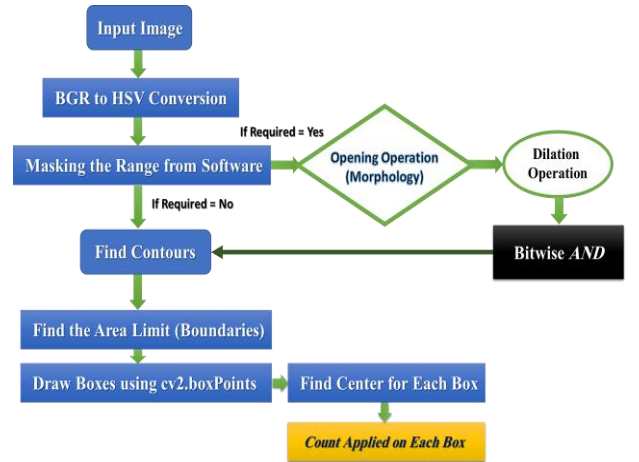 Input Image
BGR to HSV Conversion
If Required = Yes
Masking the Range from Software
Opening Operation
(Morphology)
Dilation
Operation
If Required = No
Find Contours
Bitwise AND
Find the Area Limit (Boundaries)
Draw Boxes using cv2.boxPoints
Find Center for Each Box
Count Applied on Each Box